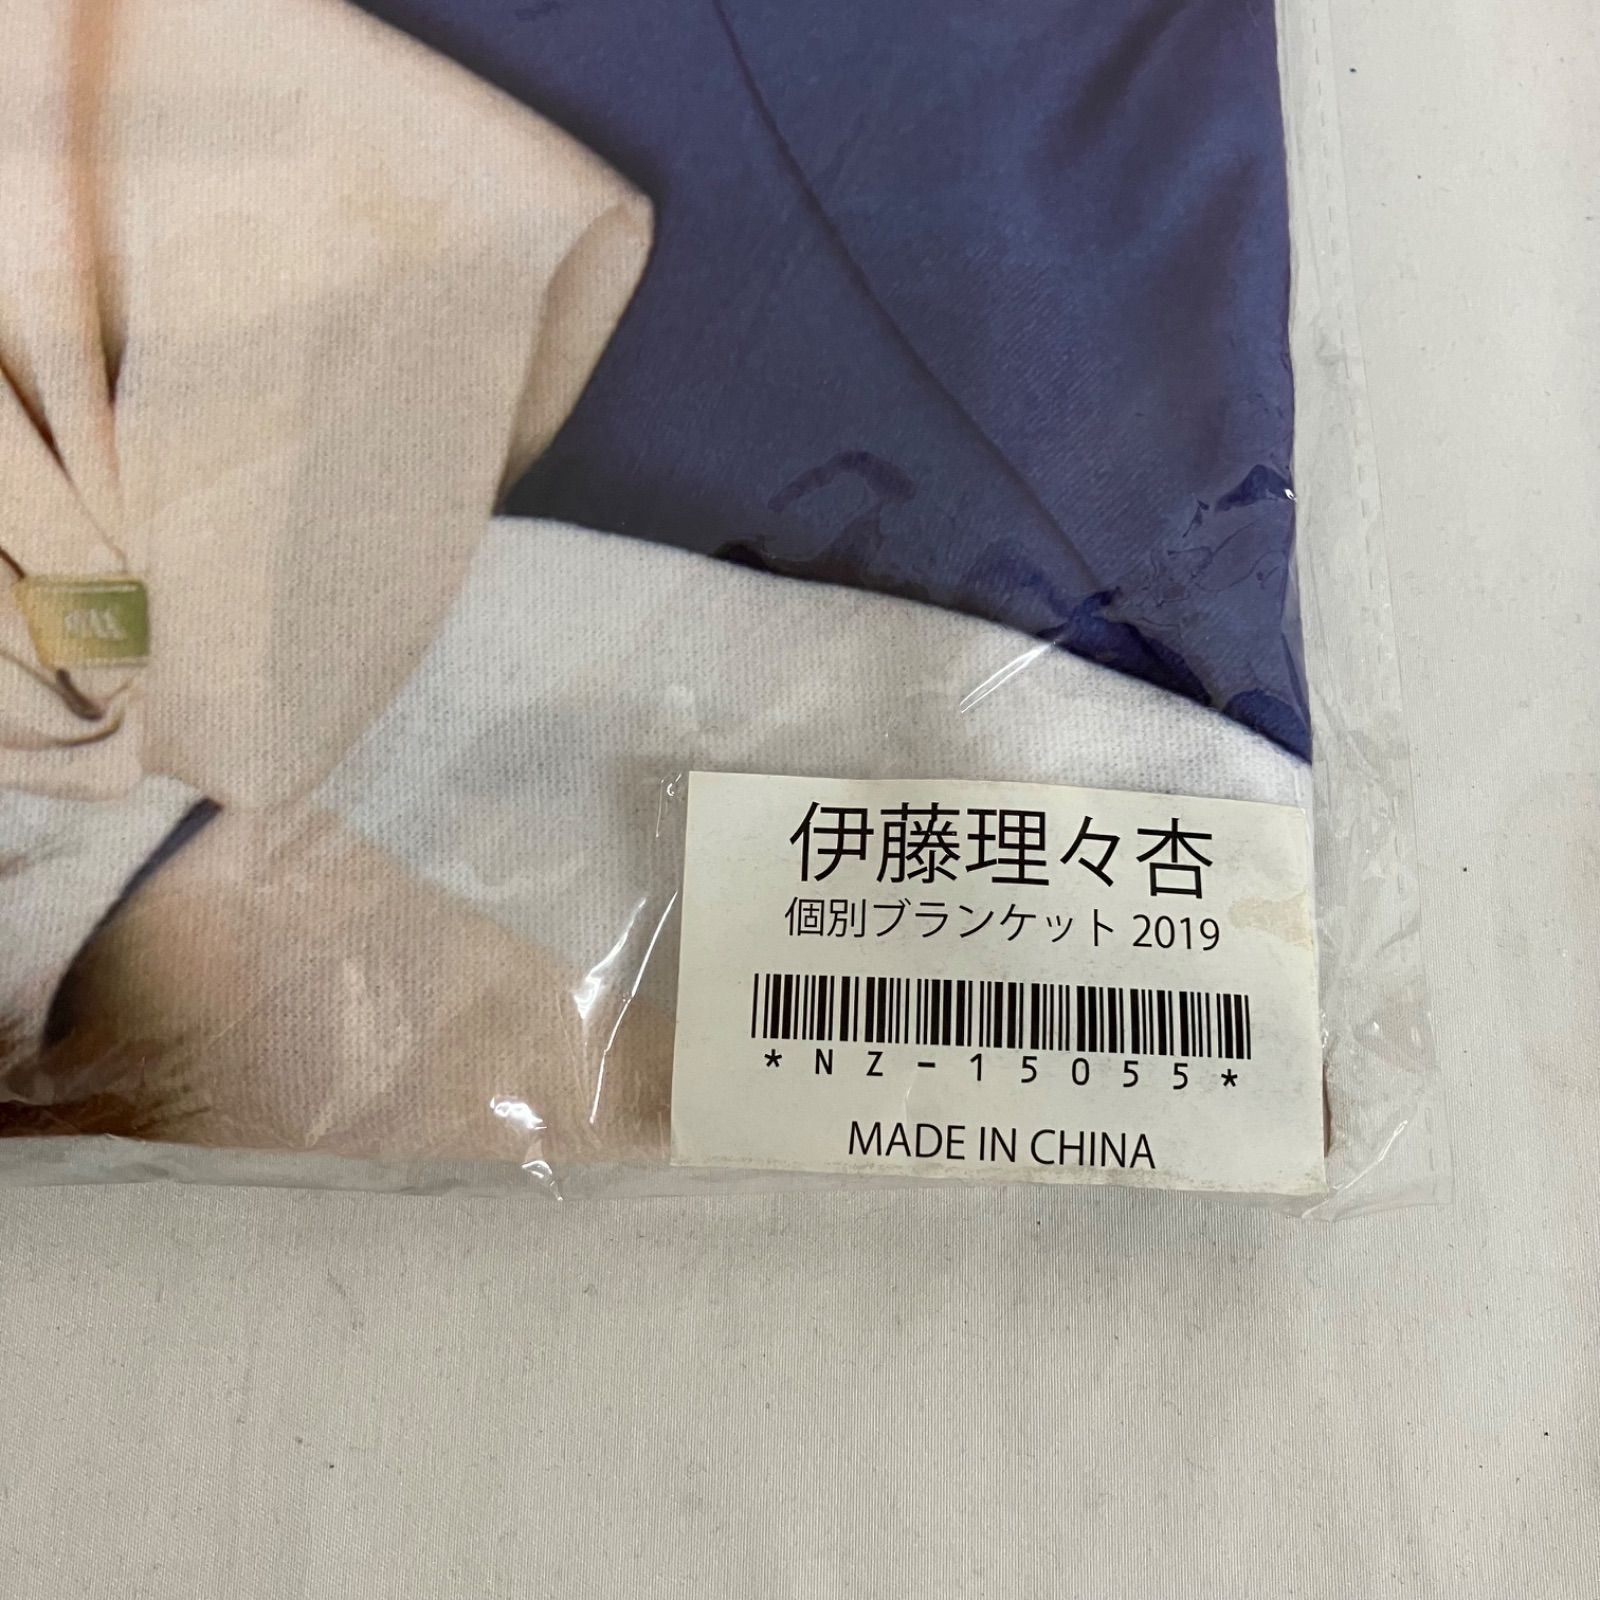 伊藤理々杏
個別ブランケット 2019
*NZ-15055*
MADE IN CHINA